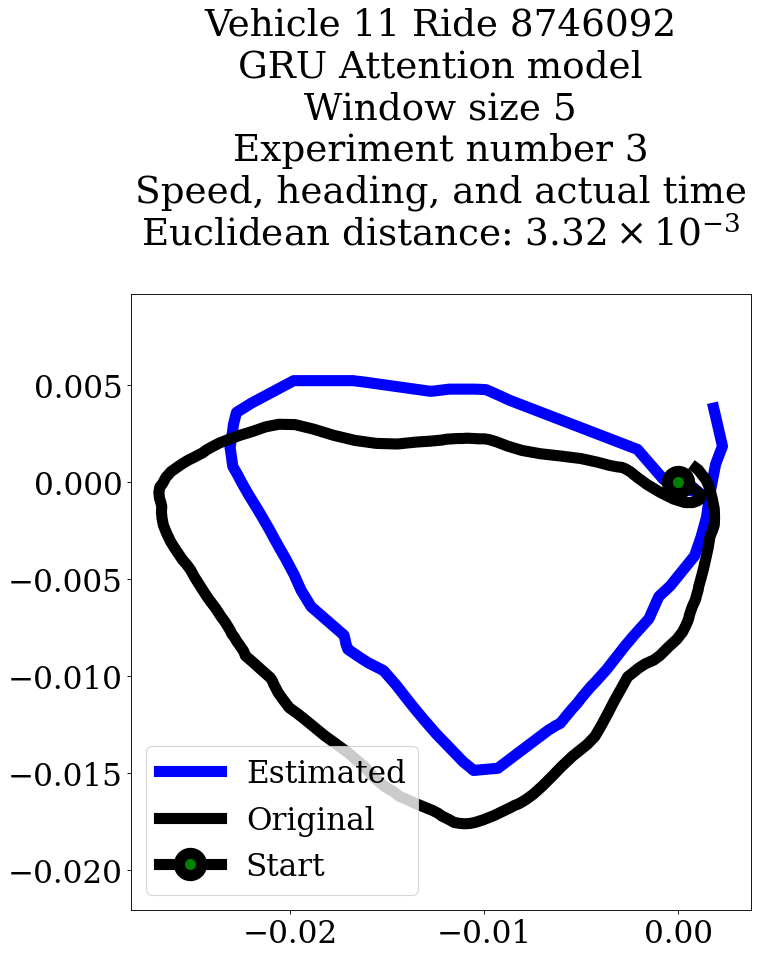 Vehicle 11 Ride 8746092
GRU Attention model
Window size 5
Experiment number 3
Speed, heading, and actual time
Euclidean distance: 3.32 × 10⁻³
0.005
0.000
−0.005
−0.010
−0.015
−0.020
Estimated
Original
Start
−0.02
−0.01
0.00